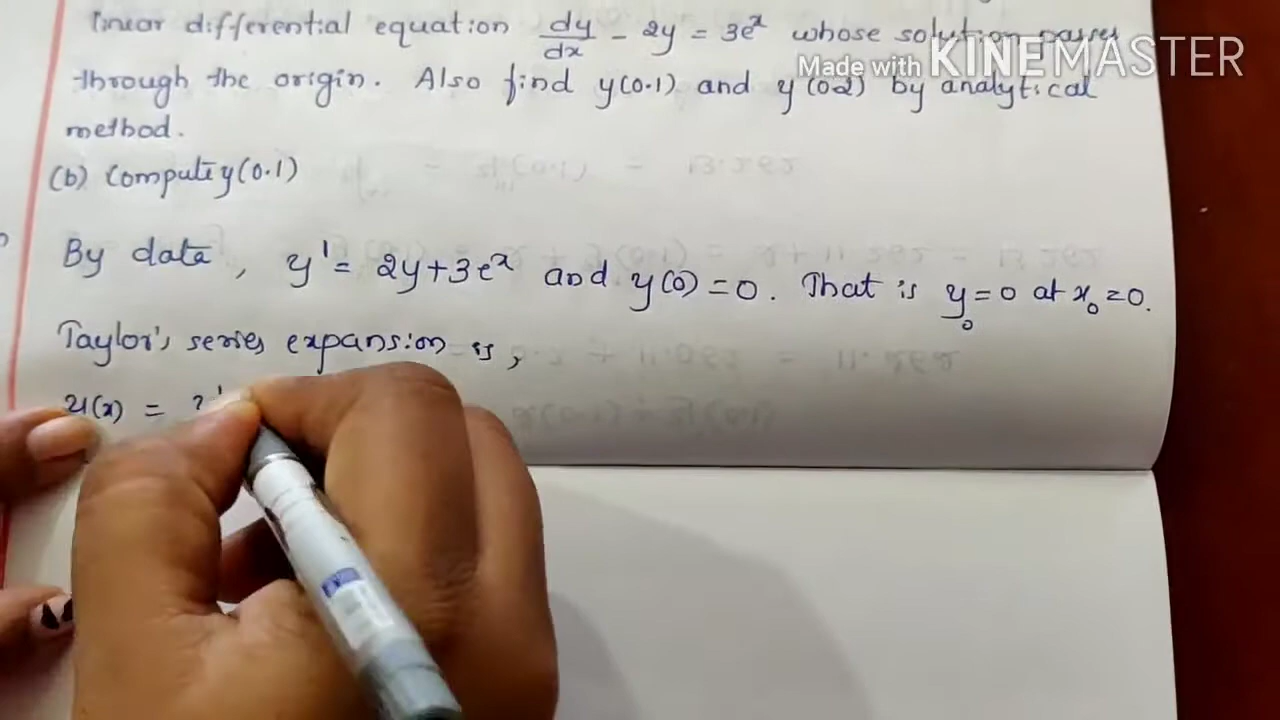 linear differential equation dy/dx - 2y = 3e^x whose solution passes
Made with KINEMASTER
through the origin. Also find y(0.1) and y(02) by analytical
method.
(b) Compute y(0.1)
By data, y' = 2y+3e^x and y(0)=0. That is y₀=0 at x₀=0.
Taylor's series expansion is,
y(x) =